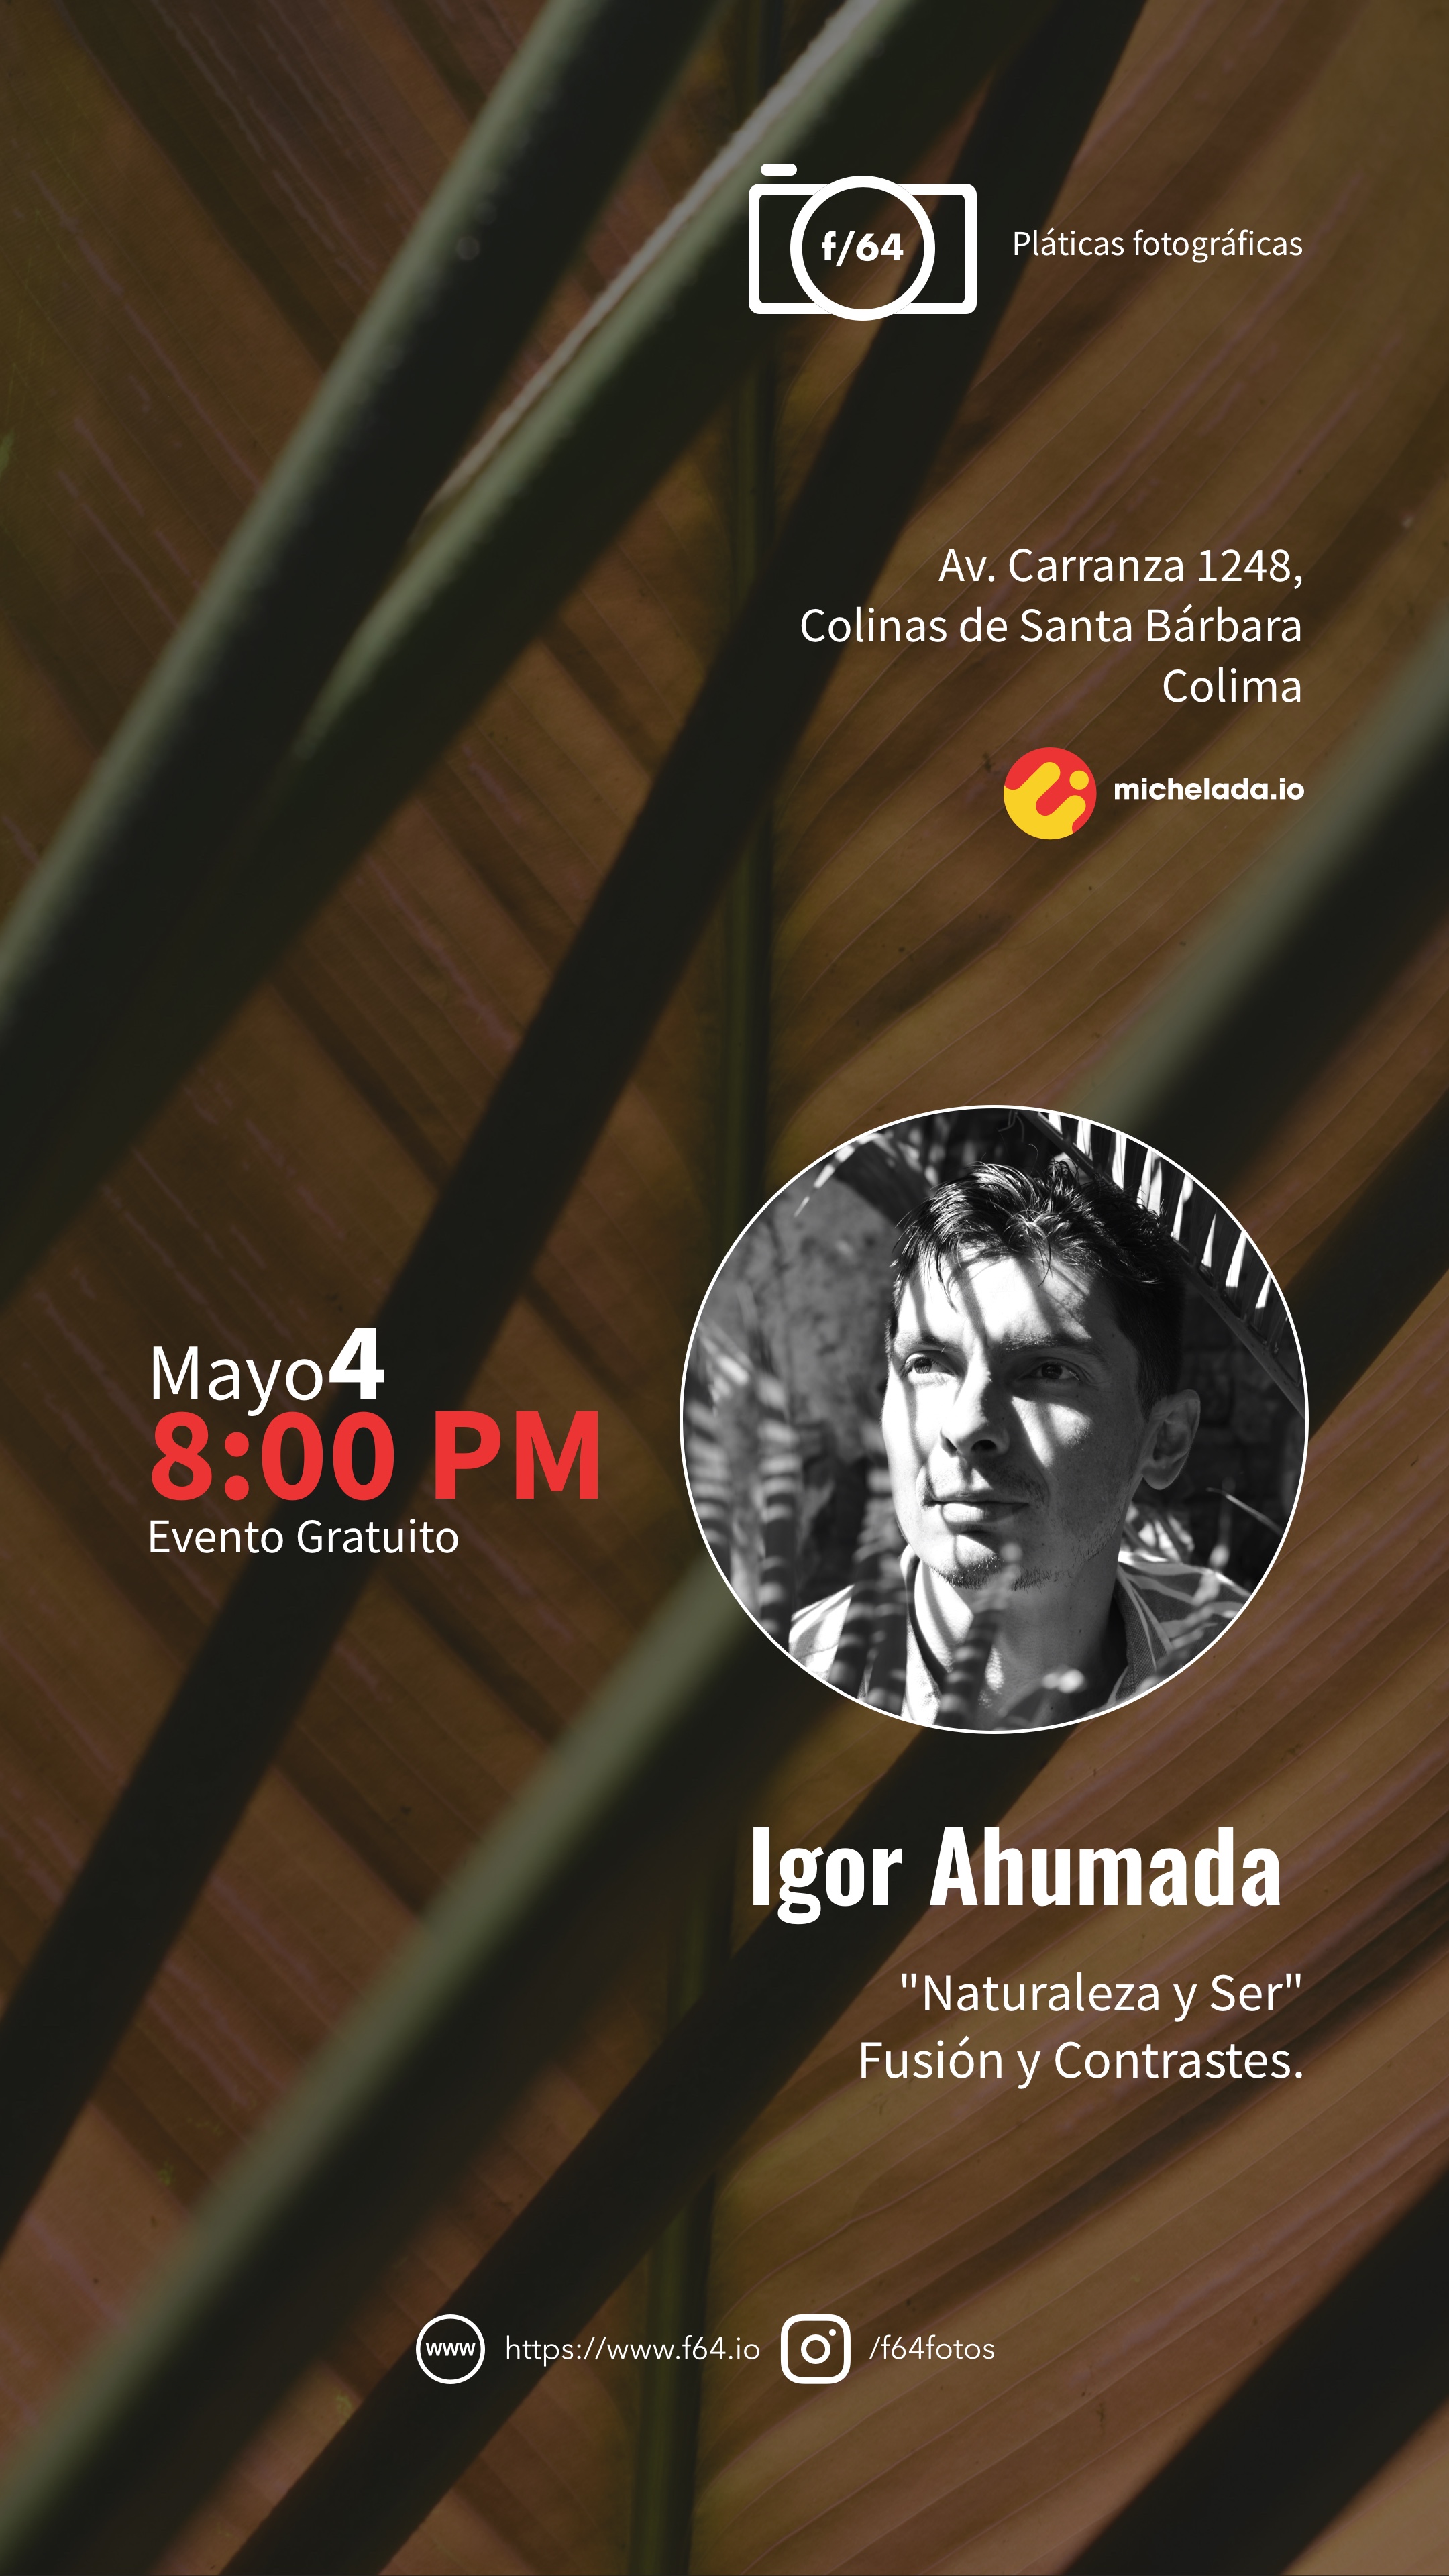 f/64
Pláticas fotográficas
Av. Carranza 1248,
Colinas de Santa Bárbara
Colima
michelada.io
Mayo4
8:00 PM
Evento Gratuito
Igor Ahumada
"Naturaleza y Ser"
Fusión y Contrastes.
www https://www.f64.io /f64fotos